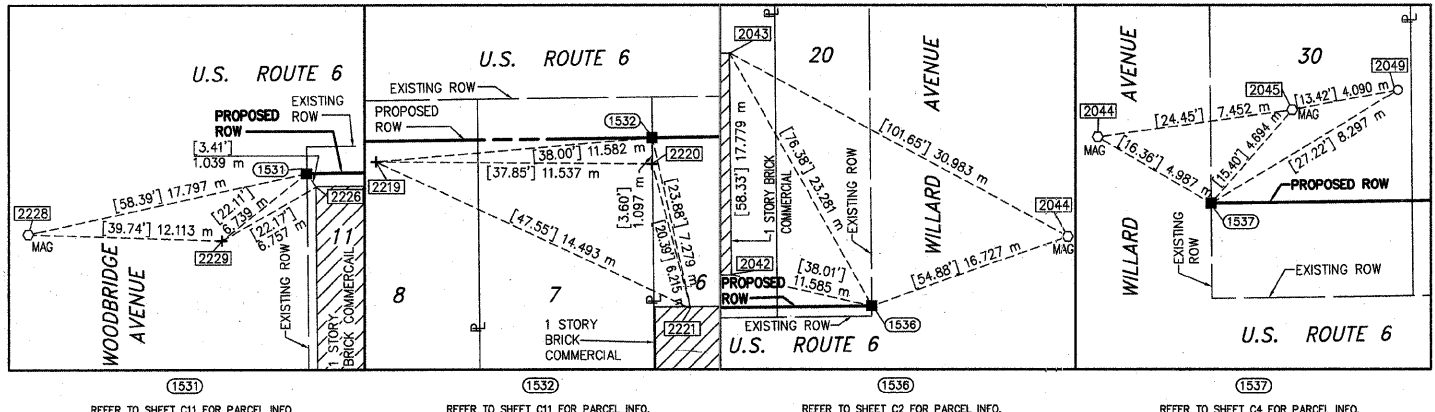 U.S. ROUTE 6
EXISTING
ROW
PROPOSED
ROW
[3.41']
1.039 m
1531
2226
[58.39'] 17.797 m
[22.11']
6.739 m
[22.17']
6.757 m
2228
MAG
[39.74'] 12.113 m
2229
11
WOODBRIDGE
AVENUE
EXISTING ROW
1 STORY
BRICK COMMERCIAL
1531
REFER TO SHEET C11 FOR PARCEL INFO.
U.S. ROUTE 6
EXISTING ROW
PROPOSED
ROW
1532
[38.00'] 11.582 m
2220
[37.85'] 11.537 m
2219
[3.60']
1.097 m
[23.88'] 7.279 m
[20.39'] 6.215 m
[47.55'] 14.493 m
8
7
6
PL
PL
1 STORY
BRICK
COMMERCIAL
2221
1532
REFER TO SHEET C11 FOR PARCEL INFO.
PL
2043
20
AVENUE
[101.65'] 30.983 m
[76.38'] 23.281 m
[58.33'] 17.779 m
1 STORY BRICK
COMMERCIAL
EXISTING ROW
WILLARD
2044
MAG
2042
[38.01']
11.585 m
[54.88'] 16.727 m
PROPOSED
ROW
EXISTING ROW
1536
U.S. ROUTE 6
1536
REFER TO SHEET C2 FOR PARCEL INFO.
PL
30
AVENUE
2049
2045
[13.42'] 4.090 m
2044
[24.45'] 7.452 m
MAG
MAG
[16.36'] 4.987 m
[15.40'] 4.694 m
[27.22'] 8.297 m
PROPOSED ROW
1537
WILLARD
EXISTING
ROW
EXISTING ROW
U.S. ROUTE 6
1537
REFER TO SHEET C4 FOR PARCEL INFO.